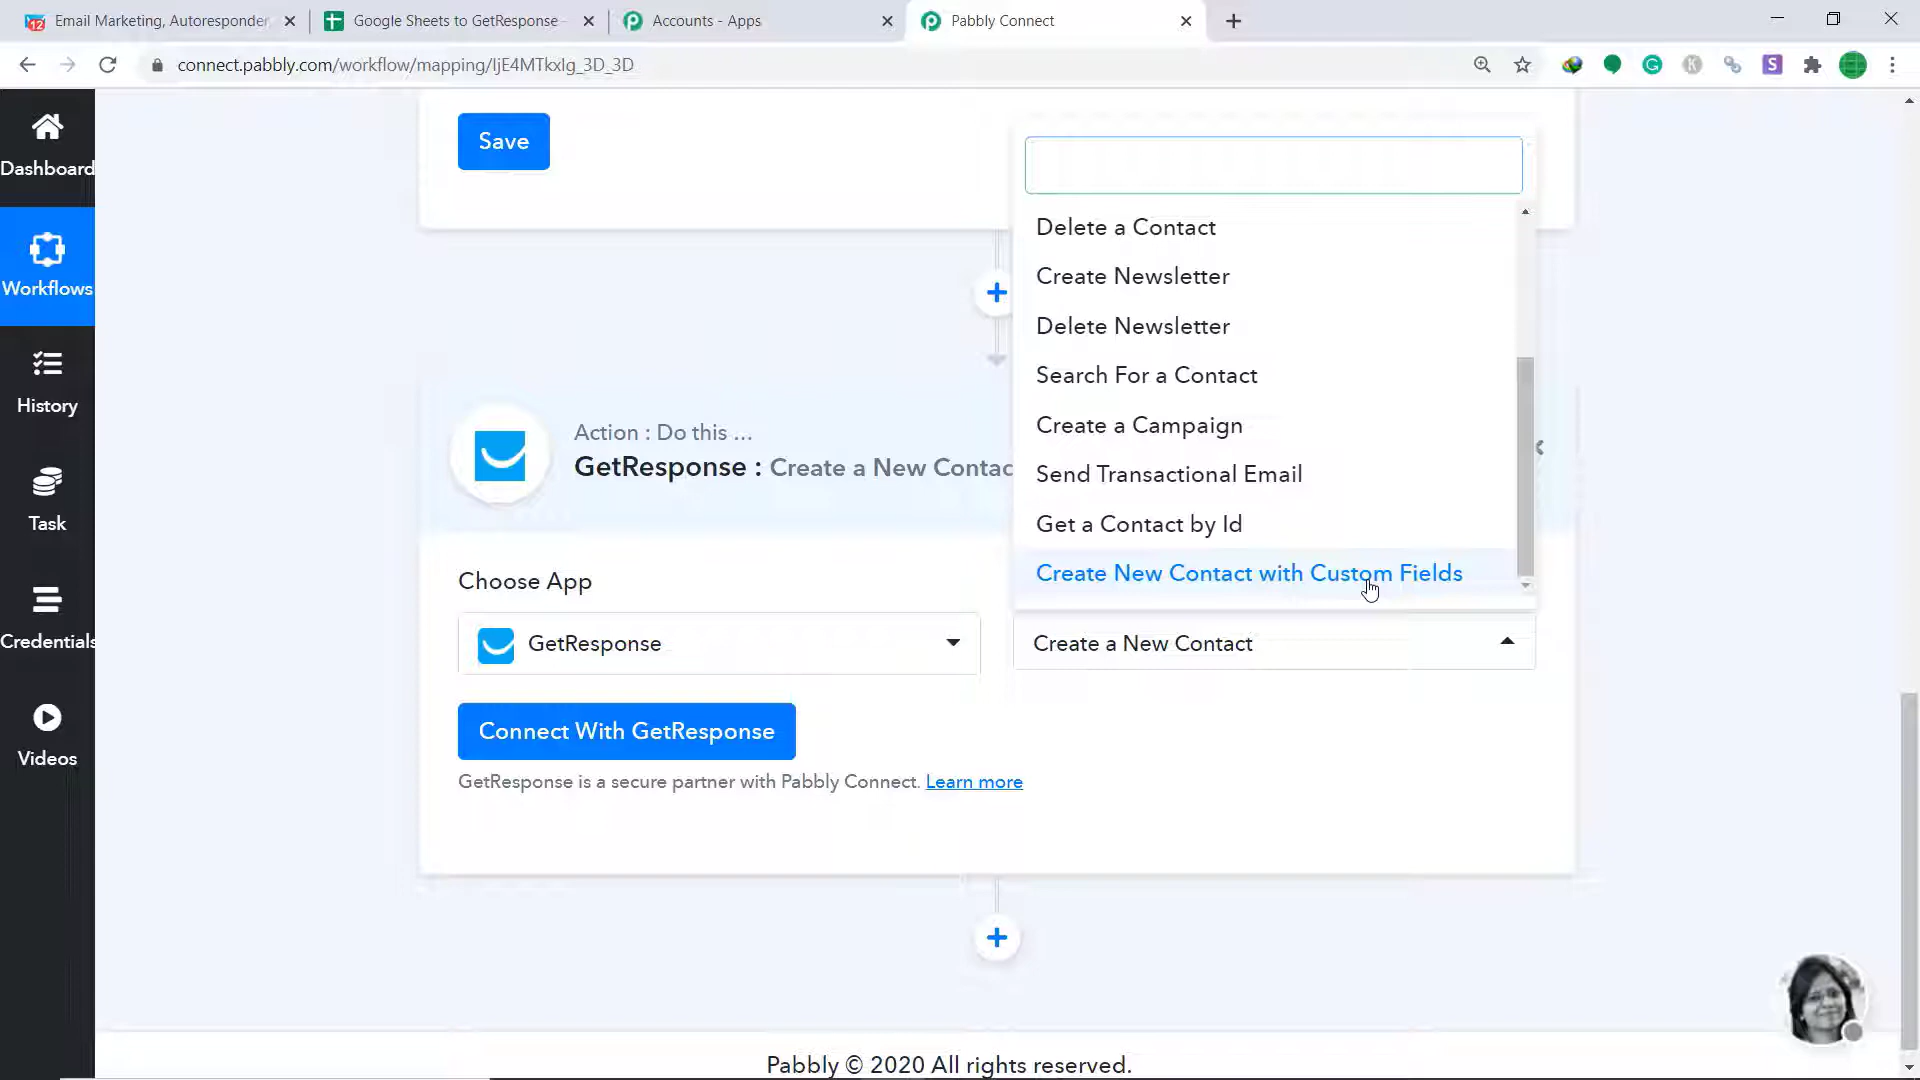 Email Marketing, Autoresponder,
Google Sheets to GetResponse -
Accounts - Apps
Pabbly Connect
connect.pabbly.com/workflow/mapping/IjE4MTkxIg_3D_3D
Dashboard
Workflows
History
Task
Credentials
Videos
Save
Delete a Contact
Create Newsletter
Delete Newsletter
Search For a Contact
Create a Campaign
Send Transactional Email
Get a Contact by Id
Create New Contact with Custom Fields
Action : Do this ...
GetResponse : Create a New Contac
Choose App
GetResponse
Create a New Contact
Connect With GetResponse
GetResponse is a secure partner with Pabbly Connect. Learn more
Pabbly © 2020 All rights reserved.